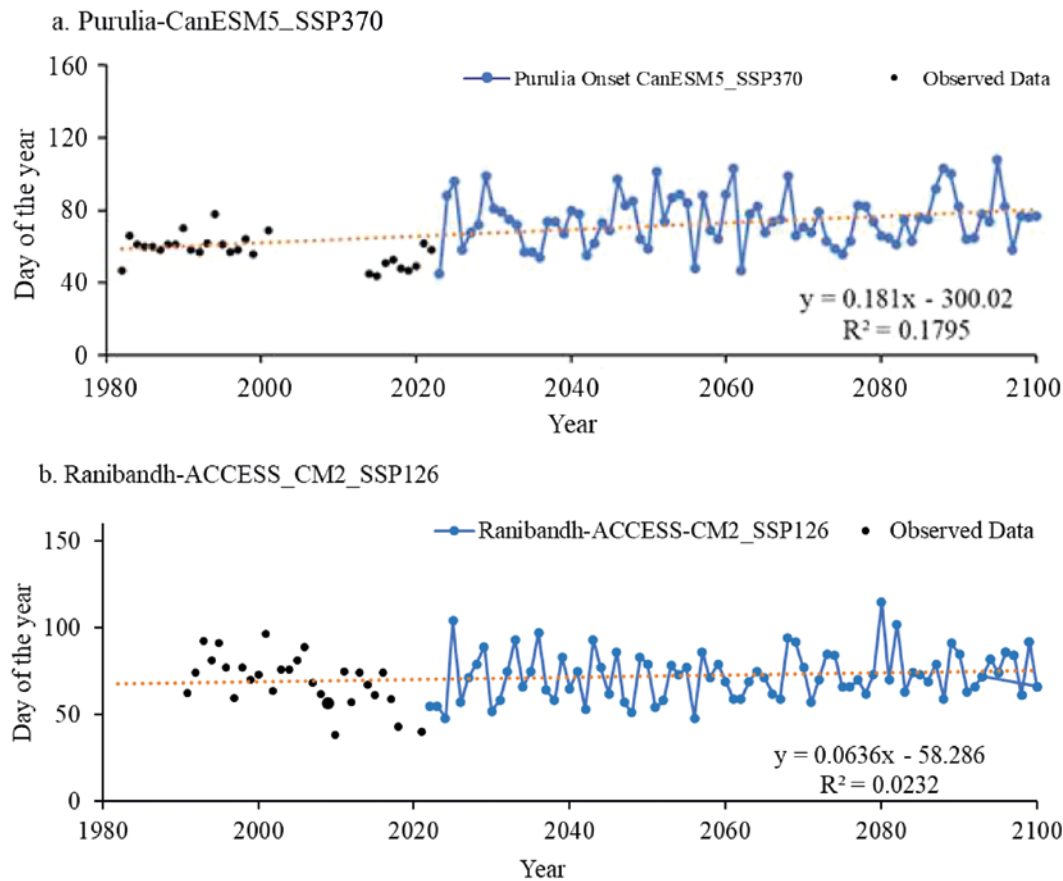 a. Purulia-CanESM5_SSP370
160
Purulia Onset CanESM5_SSP370
Observed Data
120
Day of the year
80
40
y = 0.181x - 300.02
R² = 0.1795
0
1980 2000 2020 2040 2060 2080 2100
Year
b. Ranibandh-ACCESS_CM2_SSP126
150
Ranibandh-ACCESS-CM2_SSP126
Observed Data
Day of the year
100
50
y = 0.0636x - 58.286
R² = 0.0232
0
1980 2000 2020 2040 2060 2080 2100
Year